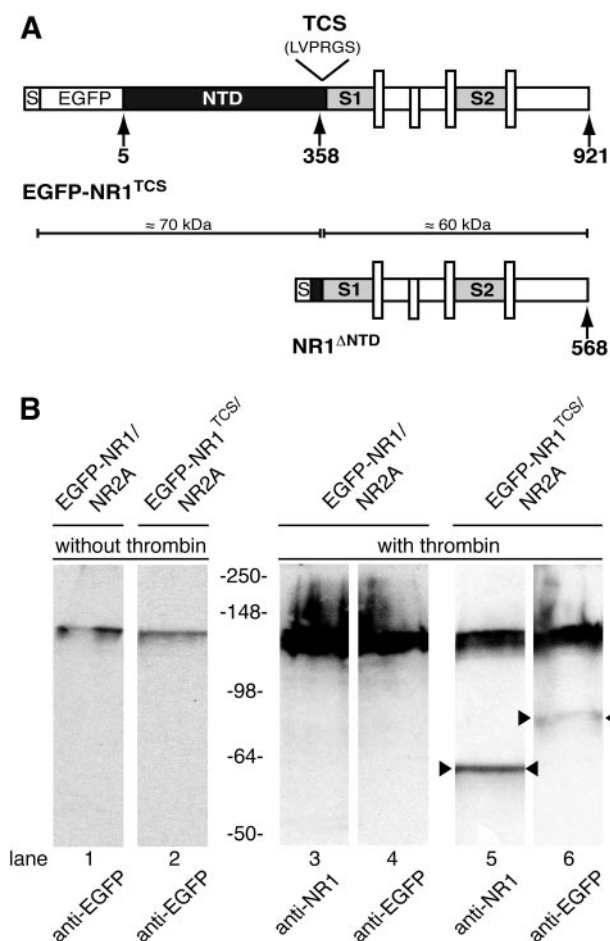 A
TCS
(LVPRGS)
S EGFP NTD S1 S2
5 358 921
EGFP-NR1TCS
≈ 70 kDa ≈ 60 kDa
S S1 S2
NR1ΔNTD
568
B
EGFP-NR1/
NR2A
EGFP-NR1TCS/
NR2A
EGFP-NR1/
NR2A
EGFP-NR1TCS/
NR2A
without thrombin with thrombin
-250-
-148-
-98-
-64-
-50-
lane 1 2 3 4 5 6
anti-EGFP anti-EGFP anti-NR1 anti-EGFP anti-NR1 anti-EGFP